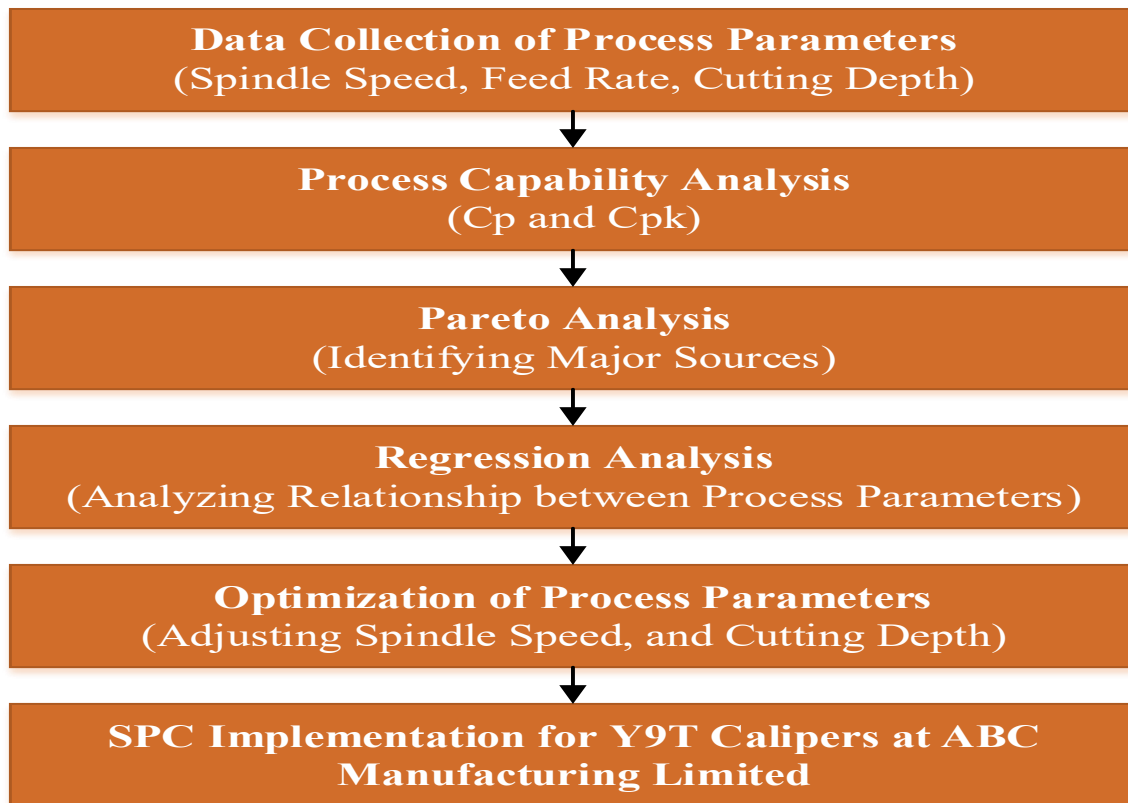 Data Collection of Process Parameters
(Spindle Speed, Feed Rate, Cutting Depth)
Process Capability Analysis
(Cp and Cpk)
Pareto Analysis
(Identifying Major Sources)
Regression Analysis
(Analyzing Relationship between Process Parameters)
Optimization of Process Parameters
(Adjusting Spindle Speed, and Cutting Depth)
SPC Implementation for Y9T Calipers at ABC
Manufacturing Limited